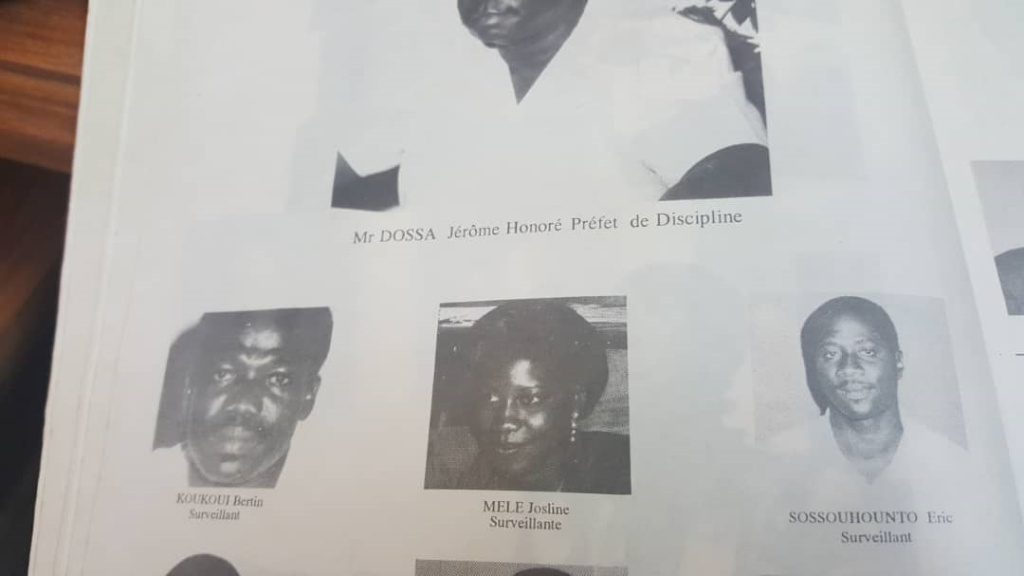 Mr DOSSA Jérôme Honoré Préfet de Discipline
KOUKOUI Bertin
Surveillant
MELE Josline
Surveillante
SOSSOUHOUNTO Eric
Surveillant